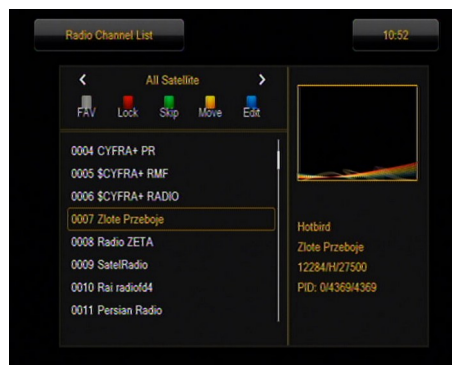 Radio Channel List
10:52
All Satellite
FAV Lock Skip Move Edit
0004 CYFRA+ PR
0005 $CYFRA+ RMF
0006 $CYFRA+ RADIO
0007 Zlote Przeboje
0008 Radio ZETA
0009 SatelRadio
0010 Rai radiofd4
0011 Persian Radio
Hotbird
Zlote Przeboje
12284/H/27500
PID: 0/4369/4369